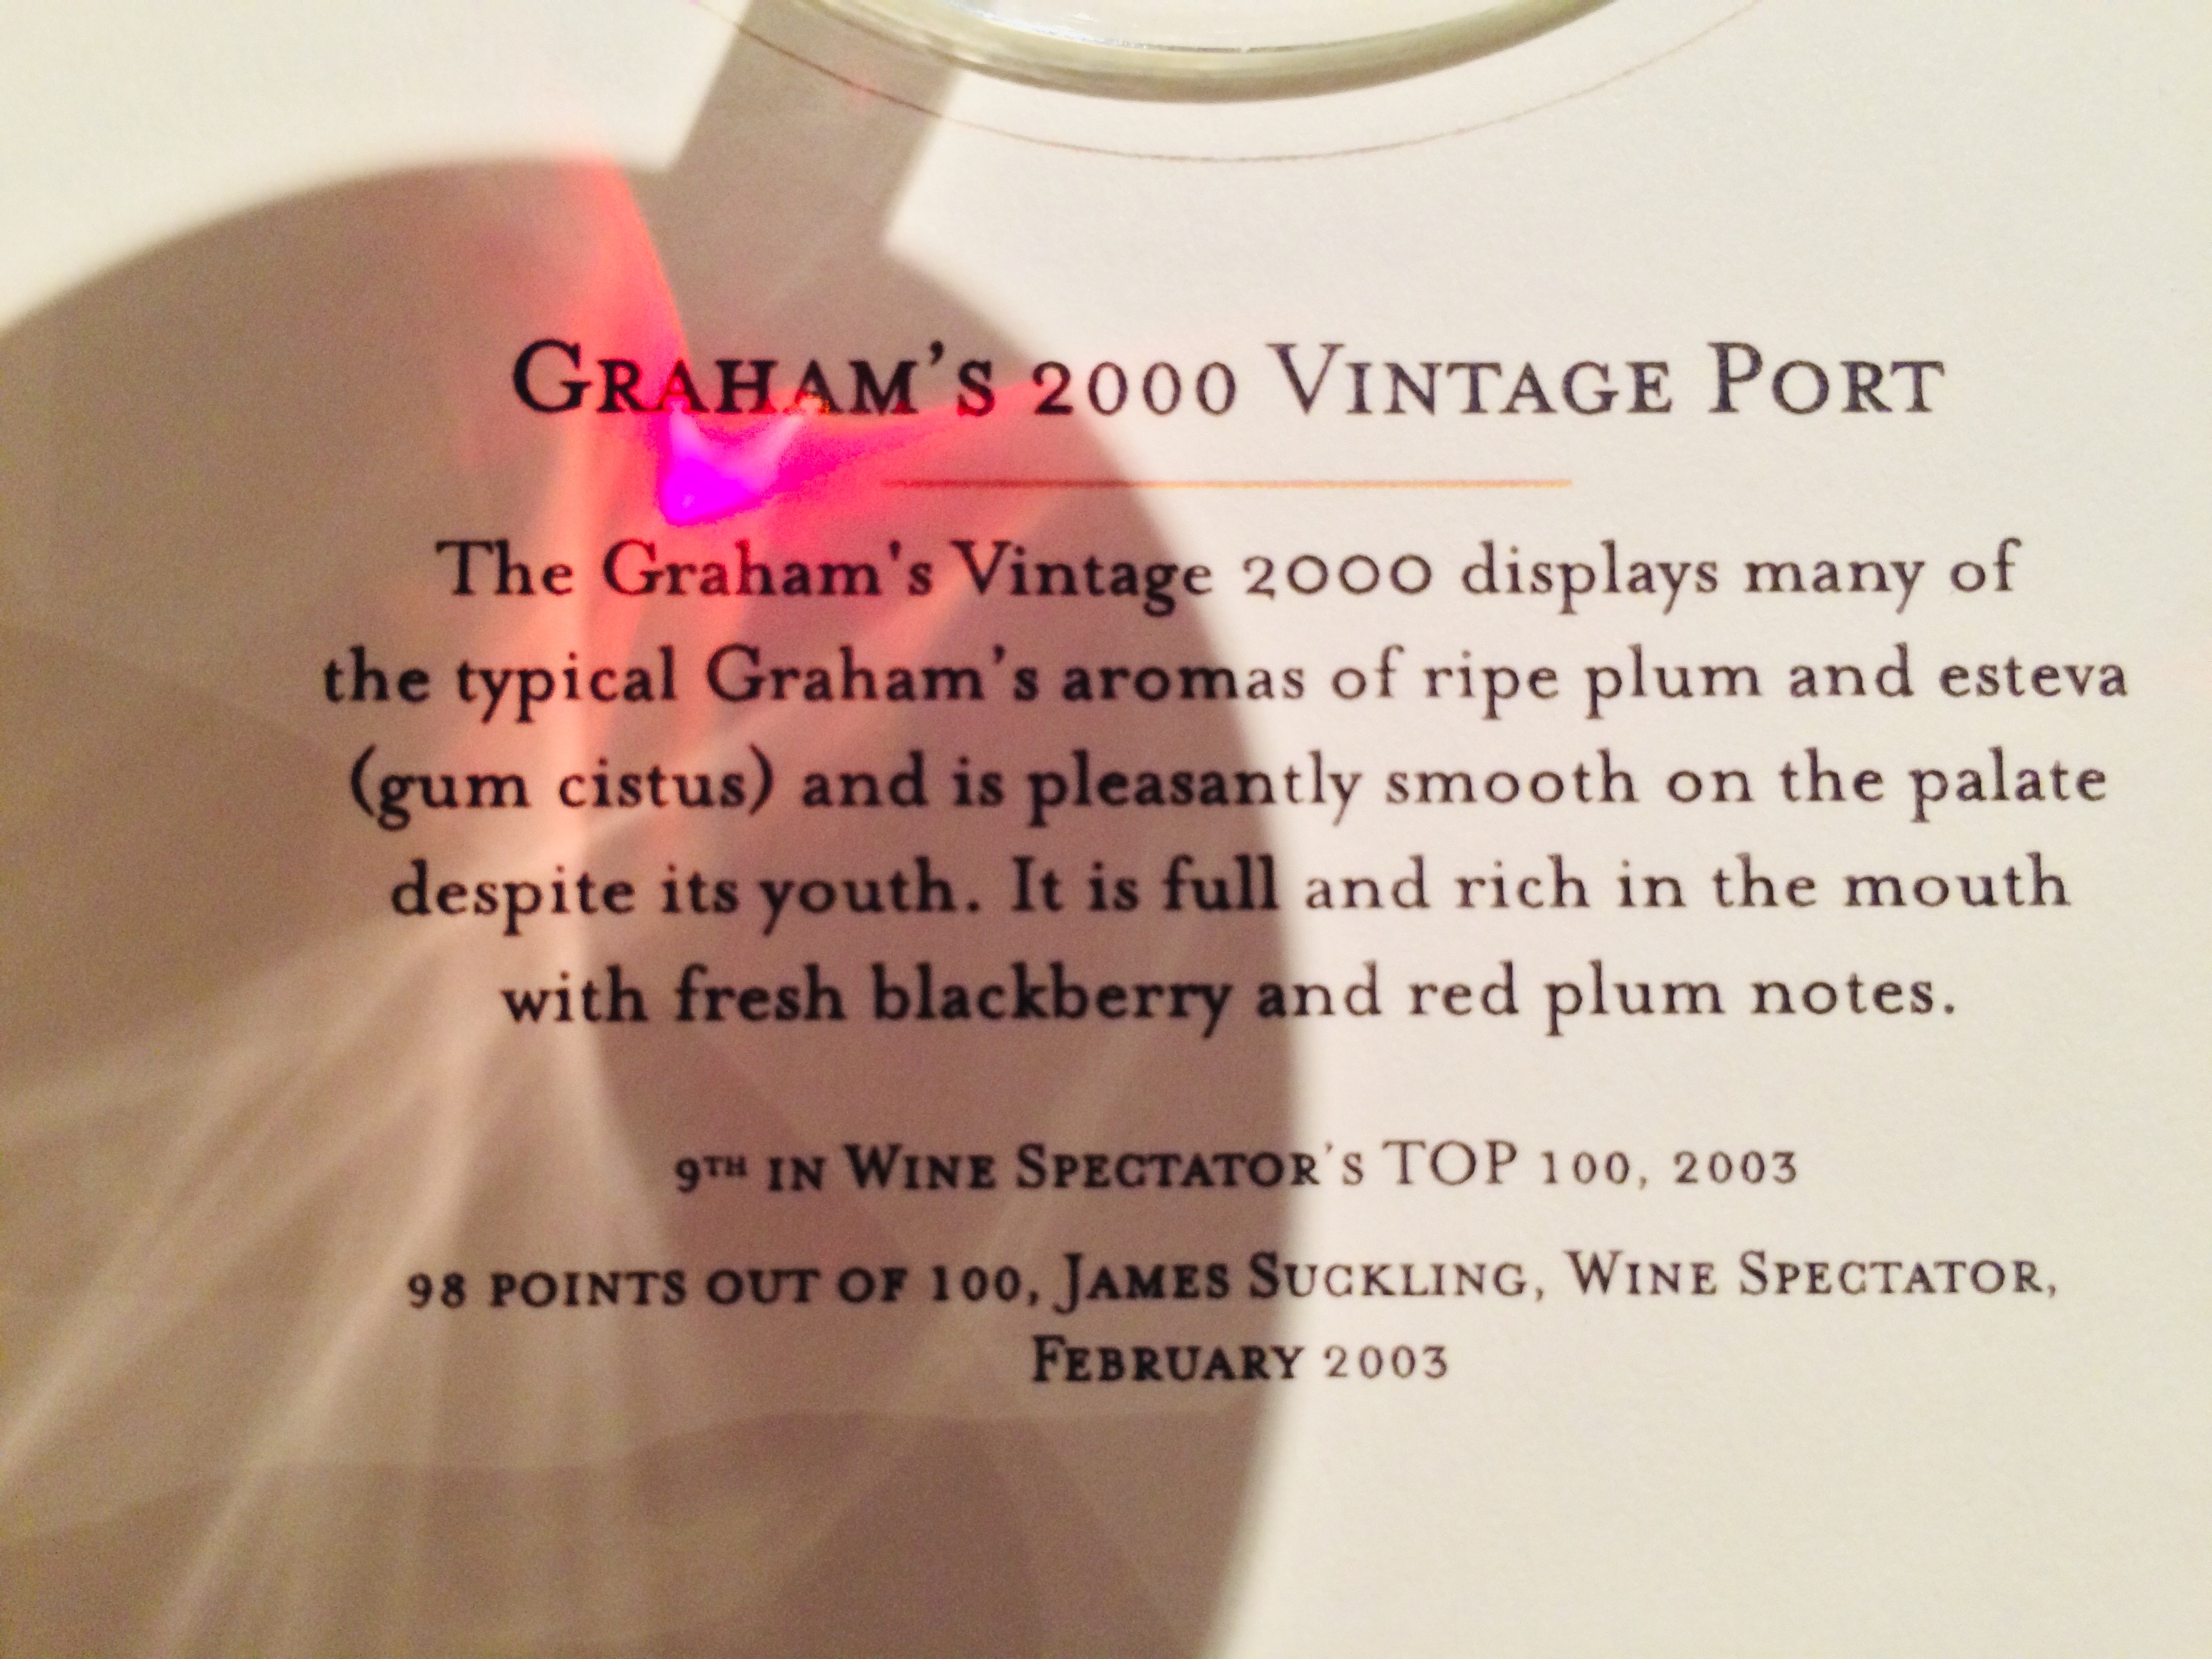 GRAHAM'S 2000 VINTAGE PORT
The Graham's Vintage 2000 displays many of
the typical Graham's aromas of ripe plum and esteva
(gum cistus) and is pleasantly smooth on the palate
despite its youth. It is full and rich in the mouth
with fresh blackberry and red plum notes.
9TH IN WINE SPECTATOR'S TOP 100, 2003
98 POINTS OUT OF 100, JAMES SUCKLING, WINE SPECTATOR,
FEBRUARY 2003